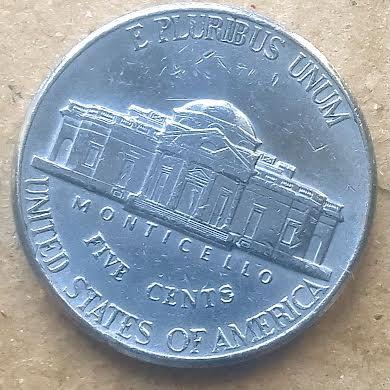 E PLURIBUS UNUM
MONTICELLO
FIVE CENTS
UNITED STATES OF AMERICA